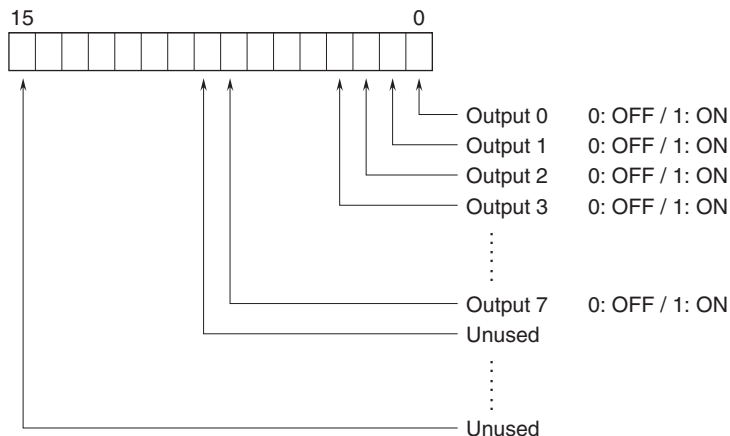 15 0
Output 0 0: OFF / 1: ON
Output 1 0: OFF / 1: ON
Output 2 0: OFF / 1: ON
Output 3 0: OFF / 1: ON
Output 7 0: OFF / 1: ON
Unused
Unused